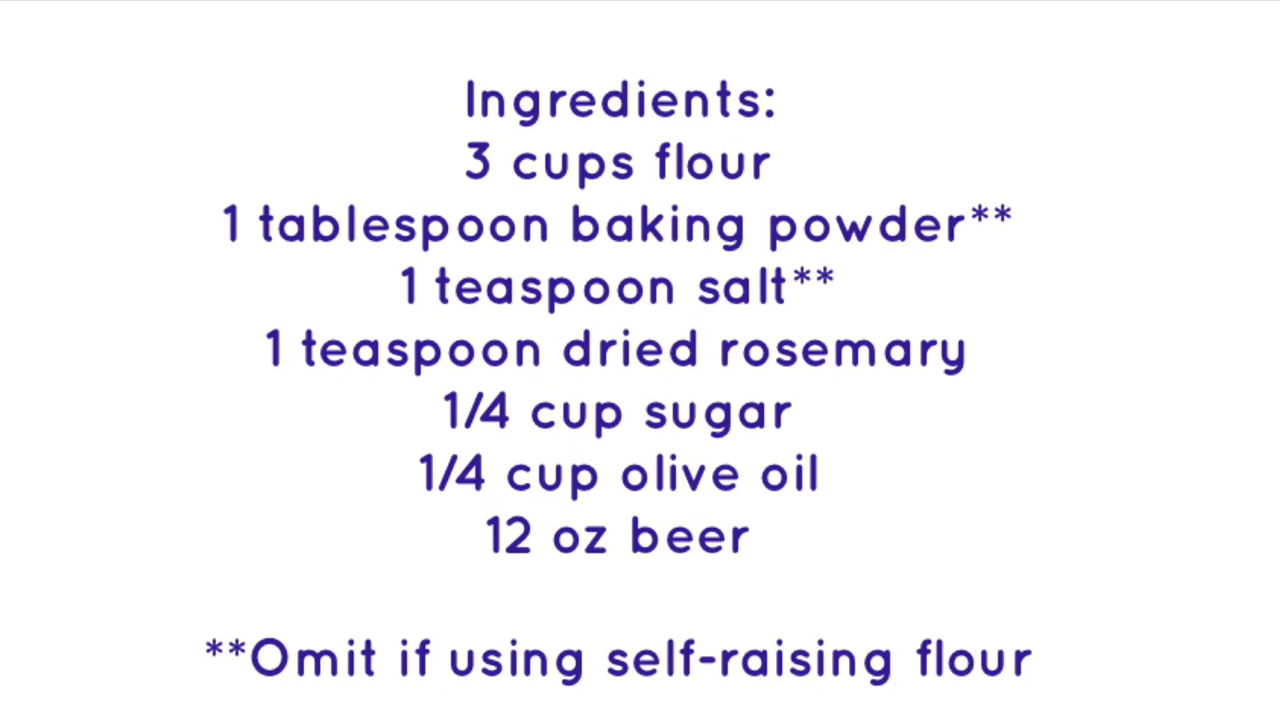 Ingredients:
3 cups flour
1 tablespoon baking powder**
1 teaspoon salt**
1 teaspoon dried rosemary
1/4 cup sugar
1/4 cup olive oil
12 oz beer
**Omit if using self-raising flour